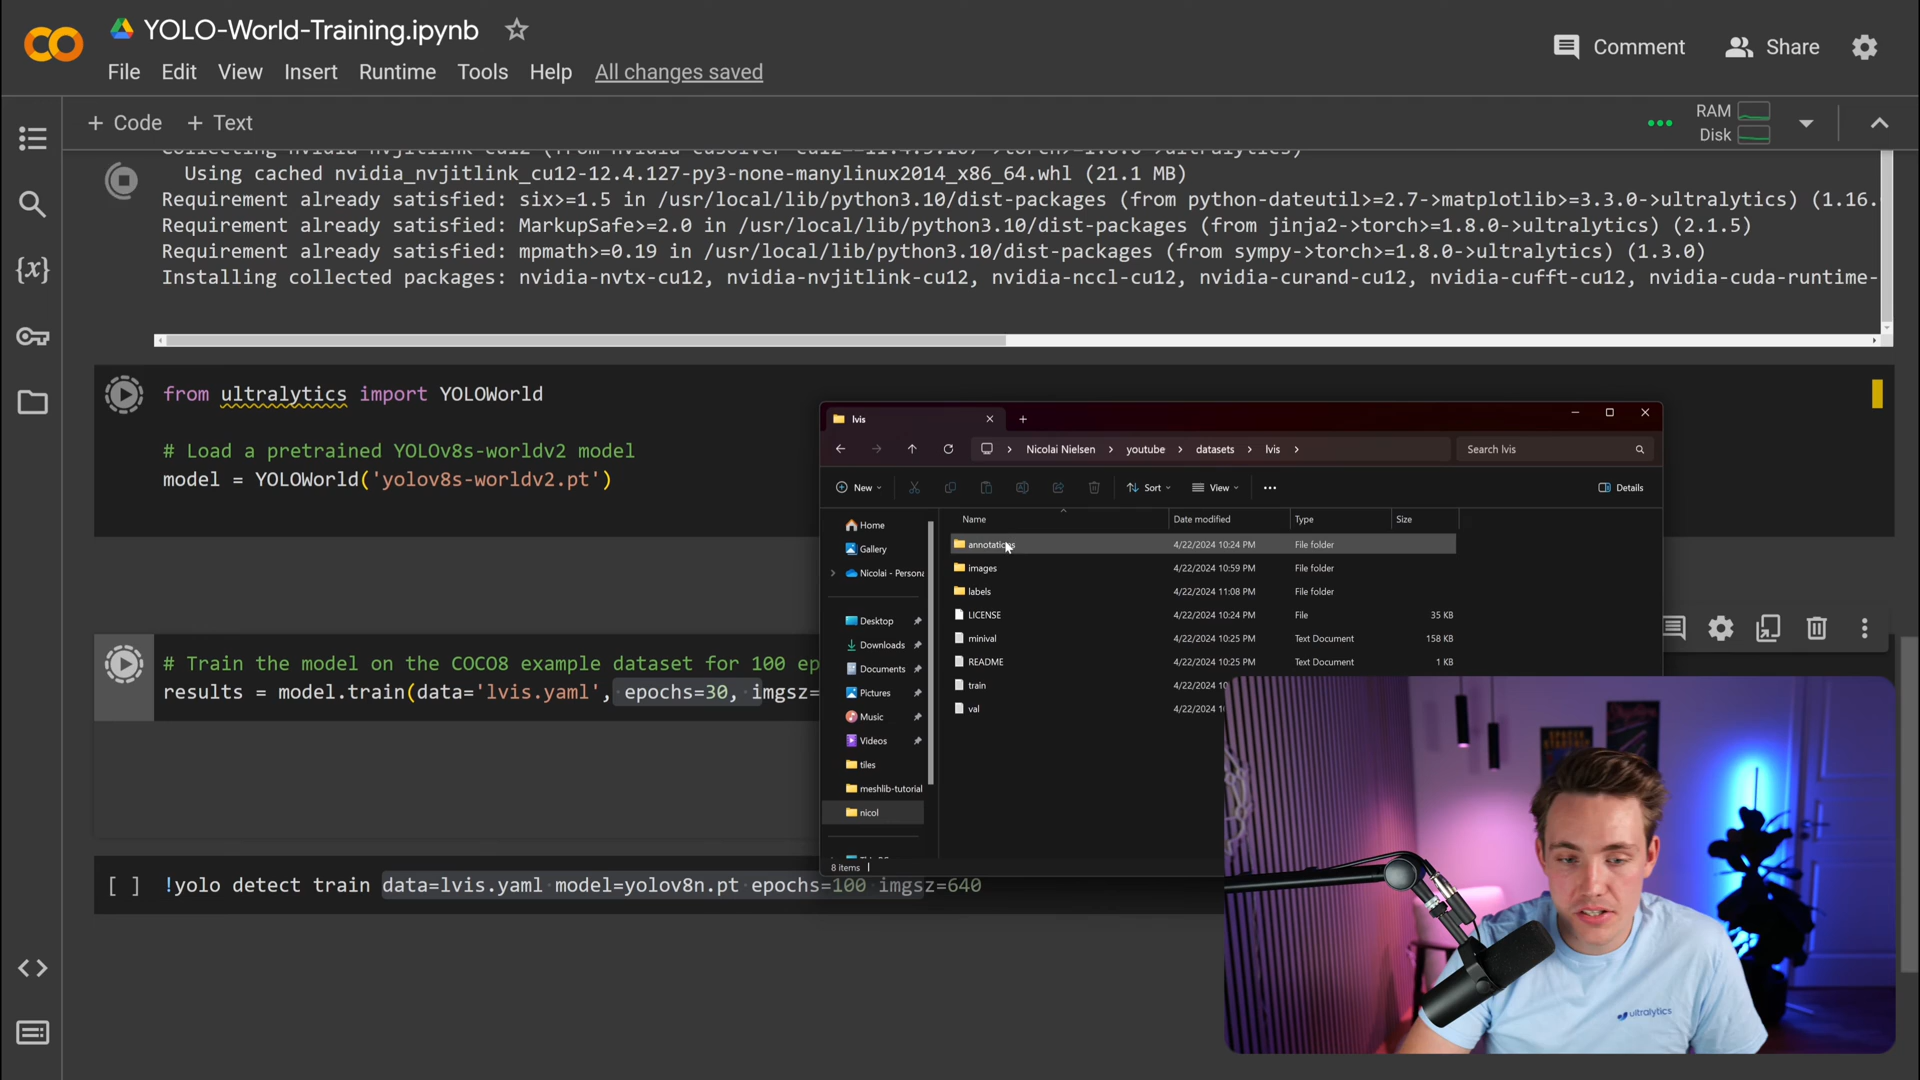 YOLO-World-Training.ipynb
Comment
Share
File Edit View Insert Runtime Tools Help All changes saved
+ Code + Text
RAM
Disk
Using cached nvidia_nvjitlink_cu12-12.4.127-py3-none-manylinux2014_x86_64.whl (21.1 MB)
Requirement already satisfied: six>=1.5 in /usr/local/lib/python3.10/dist-packages (from python-dateutil>=2.7->matplotlib>=3.3.0->ultralytics) (1.16.
Requirement already satisfied: MarkupSafe>=2.0 in /usr/local/lib/python3.10/dist-packages (from jinja2->torch>=1.8.0->ultralytics) (2.1.5)
Requirement already satisfied: mpmath>=0.19 in /usr/local/lib/python3.10/dist-packages (from sympy->torch>=1.8.0->ultralytics) (1.3.0)
Installing collected packages: nvidia-nvtx-cu12, nvidia-nvjitlink-cu12, nvidia-nccl-cu12, nvidia-curand-cu12, nvidia-cufft-cu12, nvidia-cuda-runtime-
from ultralytics import YOLOWorld
# Load a pretrained YOLOv8s-worldv2 model
model = YOLOWorld('yolov8s-worldv2.pt')
# Train the model on the COCO8 example dataset for 100 ep
results = model.train(data='lvis.yaml', epochs=30, imgsz=
[ ] !yolo detect train data=lvis.yaml model=yolov8n.pt epochs=100 imgsz=640
lvis
Nicolai Nielsen > youtube > datasets > lvis >
Search lvis
New
Sort
View
Details
Home
Gallery
Nicolai - Persona
Desktop
Downloads
Documents
Pictures
Music
Videos
tiles
meshlib-tutorial
nicol
Name Date modified Type Size
annotations 4/22/2024 10:24 PM File folder
images 4/22/2024 10:59 PM File folder
labels 4/22/2024 11:08 PM File folder
LICENSE 4/22/2024 10:24 PM File 35 KB
minival 4/22/2024 10:25 PM Text Document 158 KB
README 4/22/2024 10:25 PM Text Document 1 KB
train 4/22/2024 10:
val 4/22/2024 10:
8 items
ultralytics